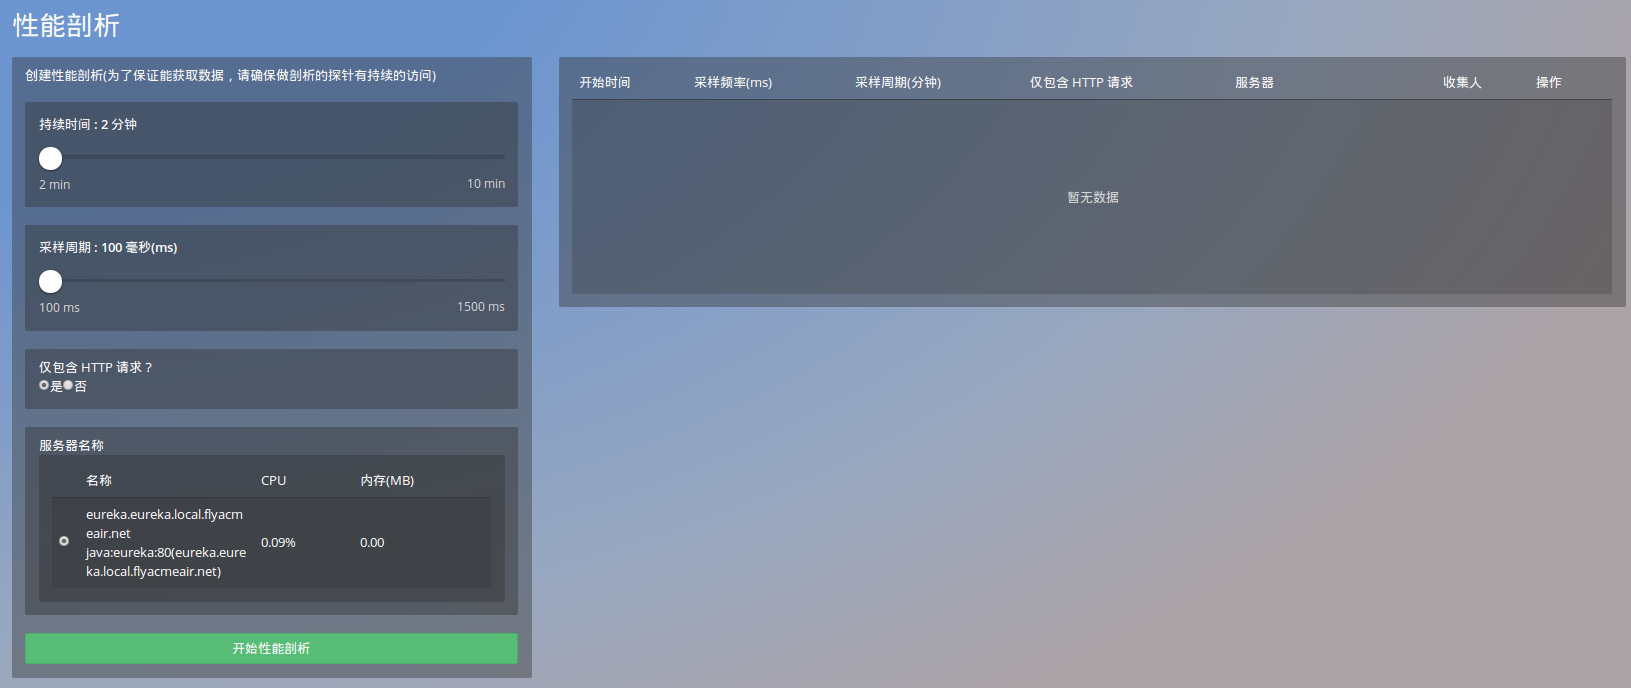 性能剖析
创建性能剖析(为了保证能获取数据，请确保做剖析的探针有持续的访问)
持续时间 : 2 分钟
2 min
10 min
采样周期 : 100 毫秒(ms)
100 ms
1500 ms
仅包含 HTTP 请求？
是 否
服务器名称
名称 CPU 内存(MB)
eureka.eureka.local.flyacm
eair.net
java:eureka:80(eureka.eure
ka.local.flyacmeair.net)
0.09%
0.00
开始性能剖析
开始时间 采样频率(ms) 采样周期(分钟) 仅包含 HTTP 请求 服务器 收集人 操作
暂无数据